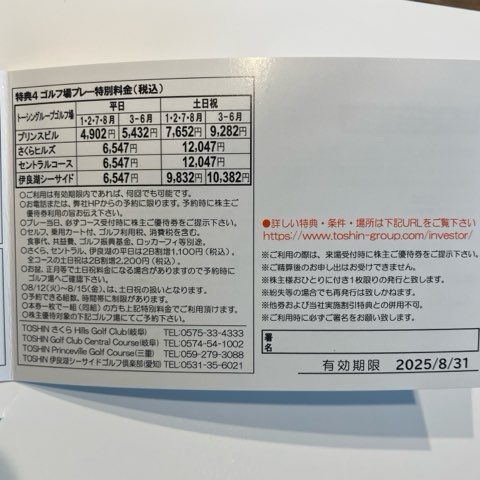 特典4 ゴルフ場プレー特別料金(税込)
トーシングループゴルフ場 平日 土日祝
1・2・7・8月 3～6月 1・2・7・8月 3～6月
プリンスビル 4,902円 5,432円 7,652円 9,282円
さくらヒルズ 6,547円 12,047円
セントラルコース 6,547円 12,047円
伊良湖シーサイド 6,547円 9,832円 10,382円
○ご利用は有効期限内であれば、何回でも可能です。
○お電話または、弊社HPからの予約に限ります。予約時に株主ご
優待券利用の旨お伝え下さい。
○プレー当日、必ずコース受付時に株主ご優待券をご提示下さい。
○セルフ、乗用カート付、ゴルフ利用税、消費税を含む。
食事代、共益費、ゴルフ振興基金、ロッカーフィ等別途。
○さくら、セントラル、伊良湖の平日は2B割増1,100円(税込)、
全コースの土日祝は2B割増2,200円(税込)。
○お盆、正月等で土日祝料金になる場合がありますので予約時に
ゴルフ場へご確認下さい。
○8/12(火)～8/15(金)は、土日祝の扱いとなります。
○予約できる組数、時間帯に制限があります。
○本券一枚で一組(同組)の方も上記特別料金でご利用頂けます。
○株主優待対象の下記ゴルフ場にてご予約下さい。
TOSHIN さくら Hills Golf Club(岐阜) TEL:0575-33-4333
TOSHIN Golf Club Central Course(岐阜) TEL:0574-54-1002
TOSHIN Princeville Golf Course(三重) TEL:059-279-3088
TOSHIN 伊良湖シーサイドゴルフ倶楽部(愛知) TEL:0531-35-6021
●詳しい特典・条件・場所は下記URLをご覧下さい
https://www.toshin-group.com/investor/
※ご利用の際は、来場受付時に株主ご優待券をご提示下さい。
※ご精算後のお申し出はお受けできません。
※株主様おひとりに付き1枚限りの発行と致します。
※紛失等の場合でも再発行は致しかねます。
※他券および当社実施割引特典との併用はできません。
※ご利用時に必ずご署名をお願い致します。
署
名
有効期限 2025/8/31